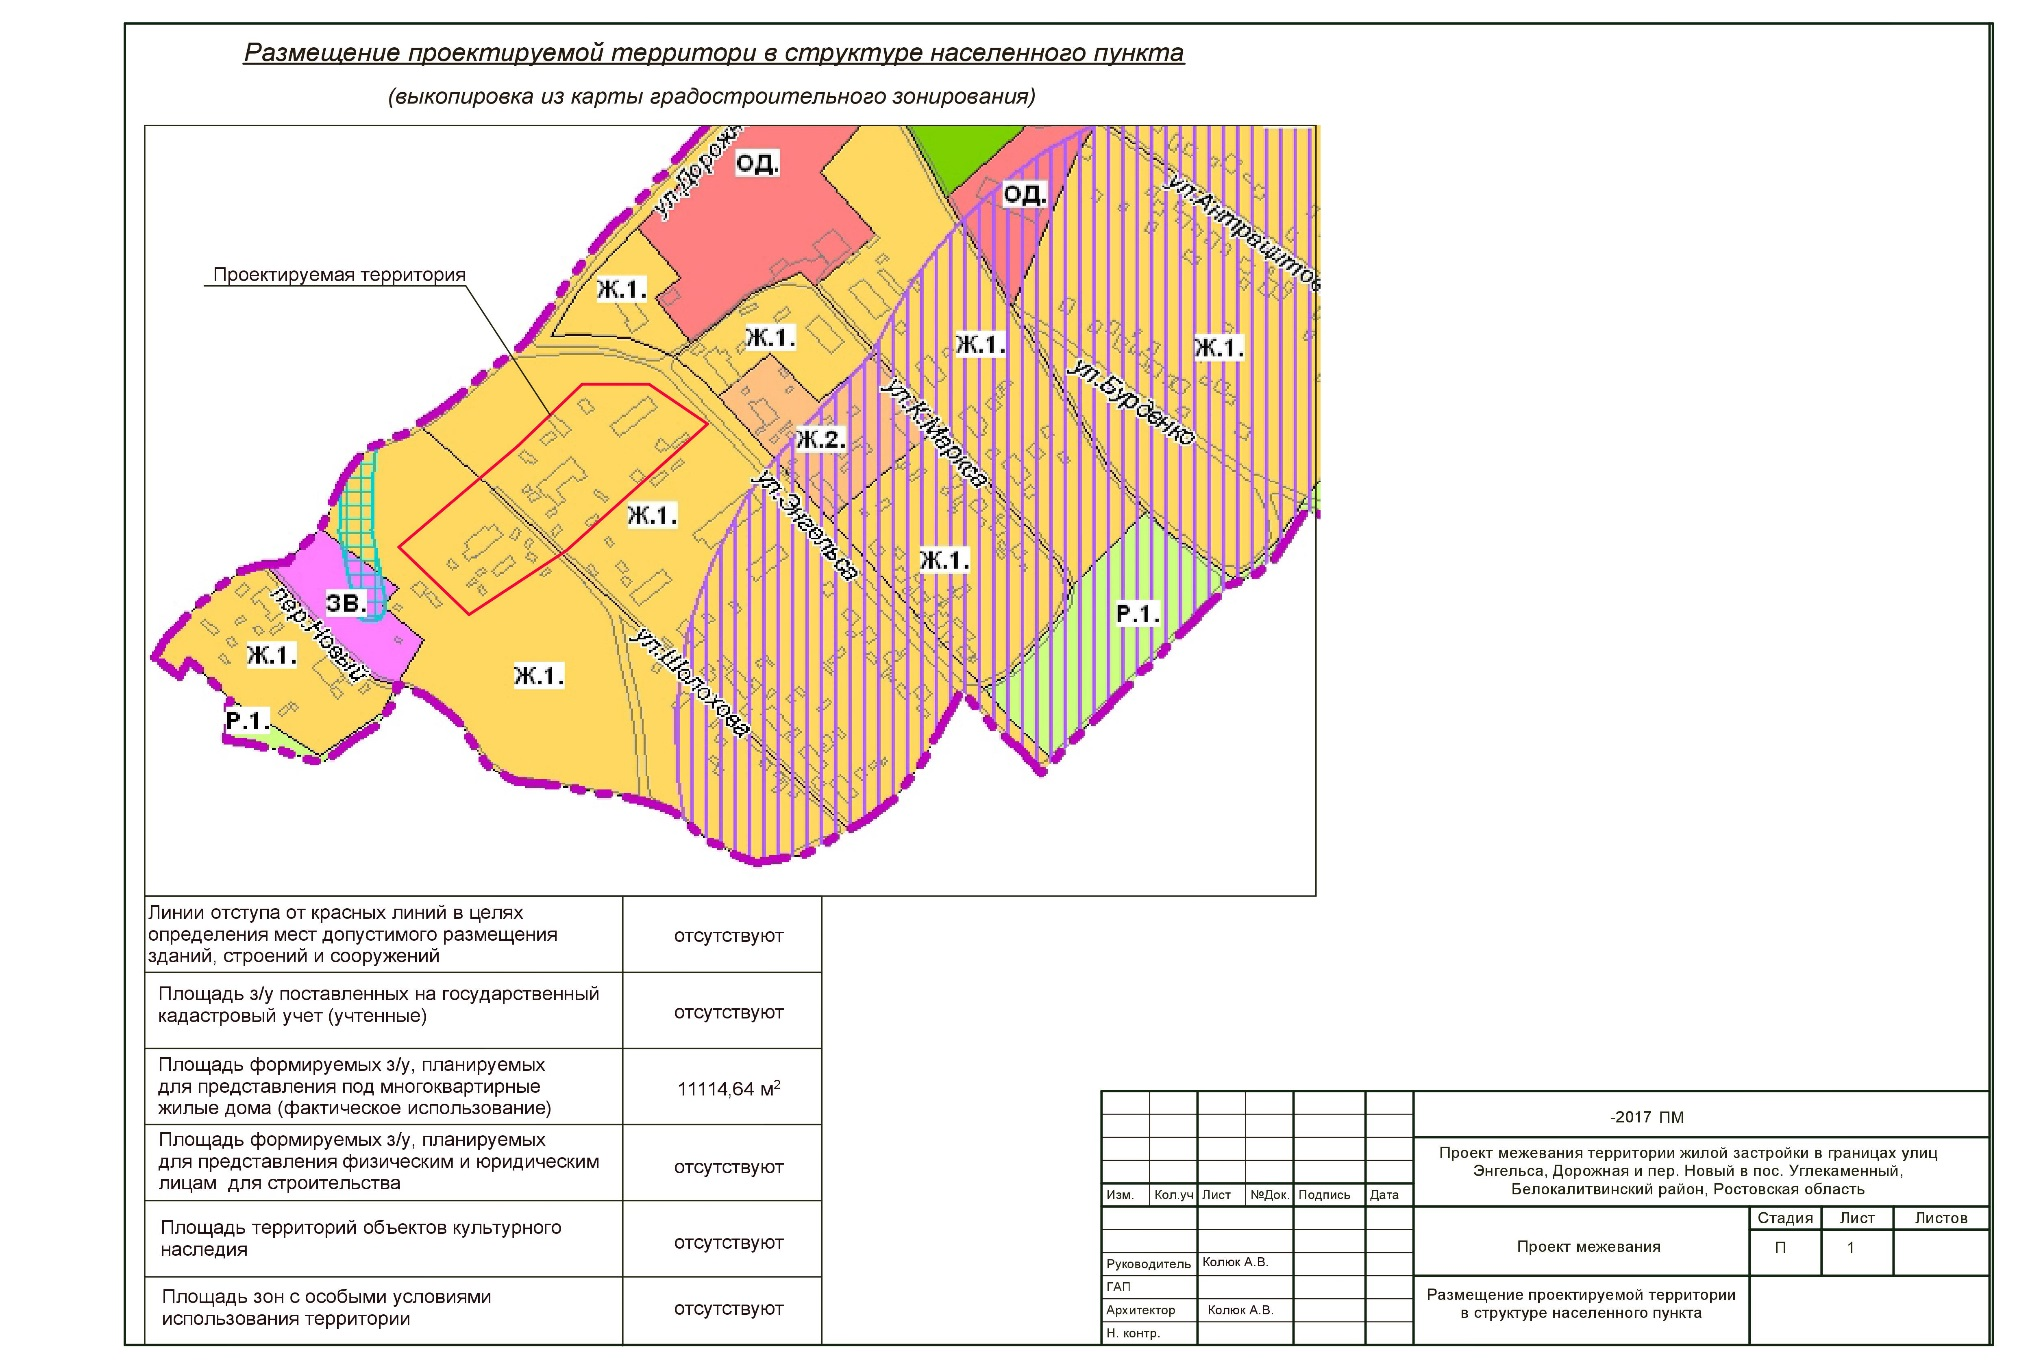 Размещение проектируемой территори в структуре населенного пункта
(выкопировка из карты градостроительного зонирования)
ул.Дорожн
ОД.
ОД.
ул.Антрацитов
Проектируемая территория
Ж.1.
Ж.1.
Ж.1.
Ж.1.
ул.Бурденко
ул.К.Маркса
Ж.2.
ул.Энгельса
Ж.1.
Ж.1.
ЗВ.
пер.Новый
Р.1.
ул.Шолохова
Ж.1.
Ж.1.
Р.1.
Линии отступа от красных линий в целях
определения мест допустимого размещения
зданий, строений и сооружений
отсутствуют
Площадь з/у поставленных на государственный
кадастровый учет (учтенные)
отсутствуют
Площадь формируемых з/у, планируемых
для представления под многоквартирные
жилые дома (фактическое использование)
11114,64 м²
Площадь формируемых з/у, планируемых
для представления физическим и юридическим
лицам для строительства
отсутствуют
Площадь территорий объектов культурного
наследия
отсутствуют
Площадь зон с особыми условиями
использования территории
отсутствуют
-2017 ПМ
Проект межевания территории жилой застройки в границах улиц
Энгельса, Дорожная и пер. Новый в пос. Углекаменный,
Белокалитвинский район, Ростовская область
Изм. Кол.уч Лист №Док. Подпись Дата
Стадия Лист Листов
Проект межевания
П 1
Руководитель Колюк А.В.
ГАП
Архитектор Колюк А.В.
Н. контр.
Размещение проектируемой территории
в структуре населенного пункта